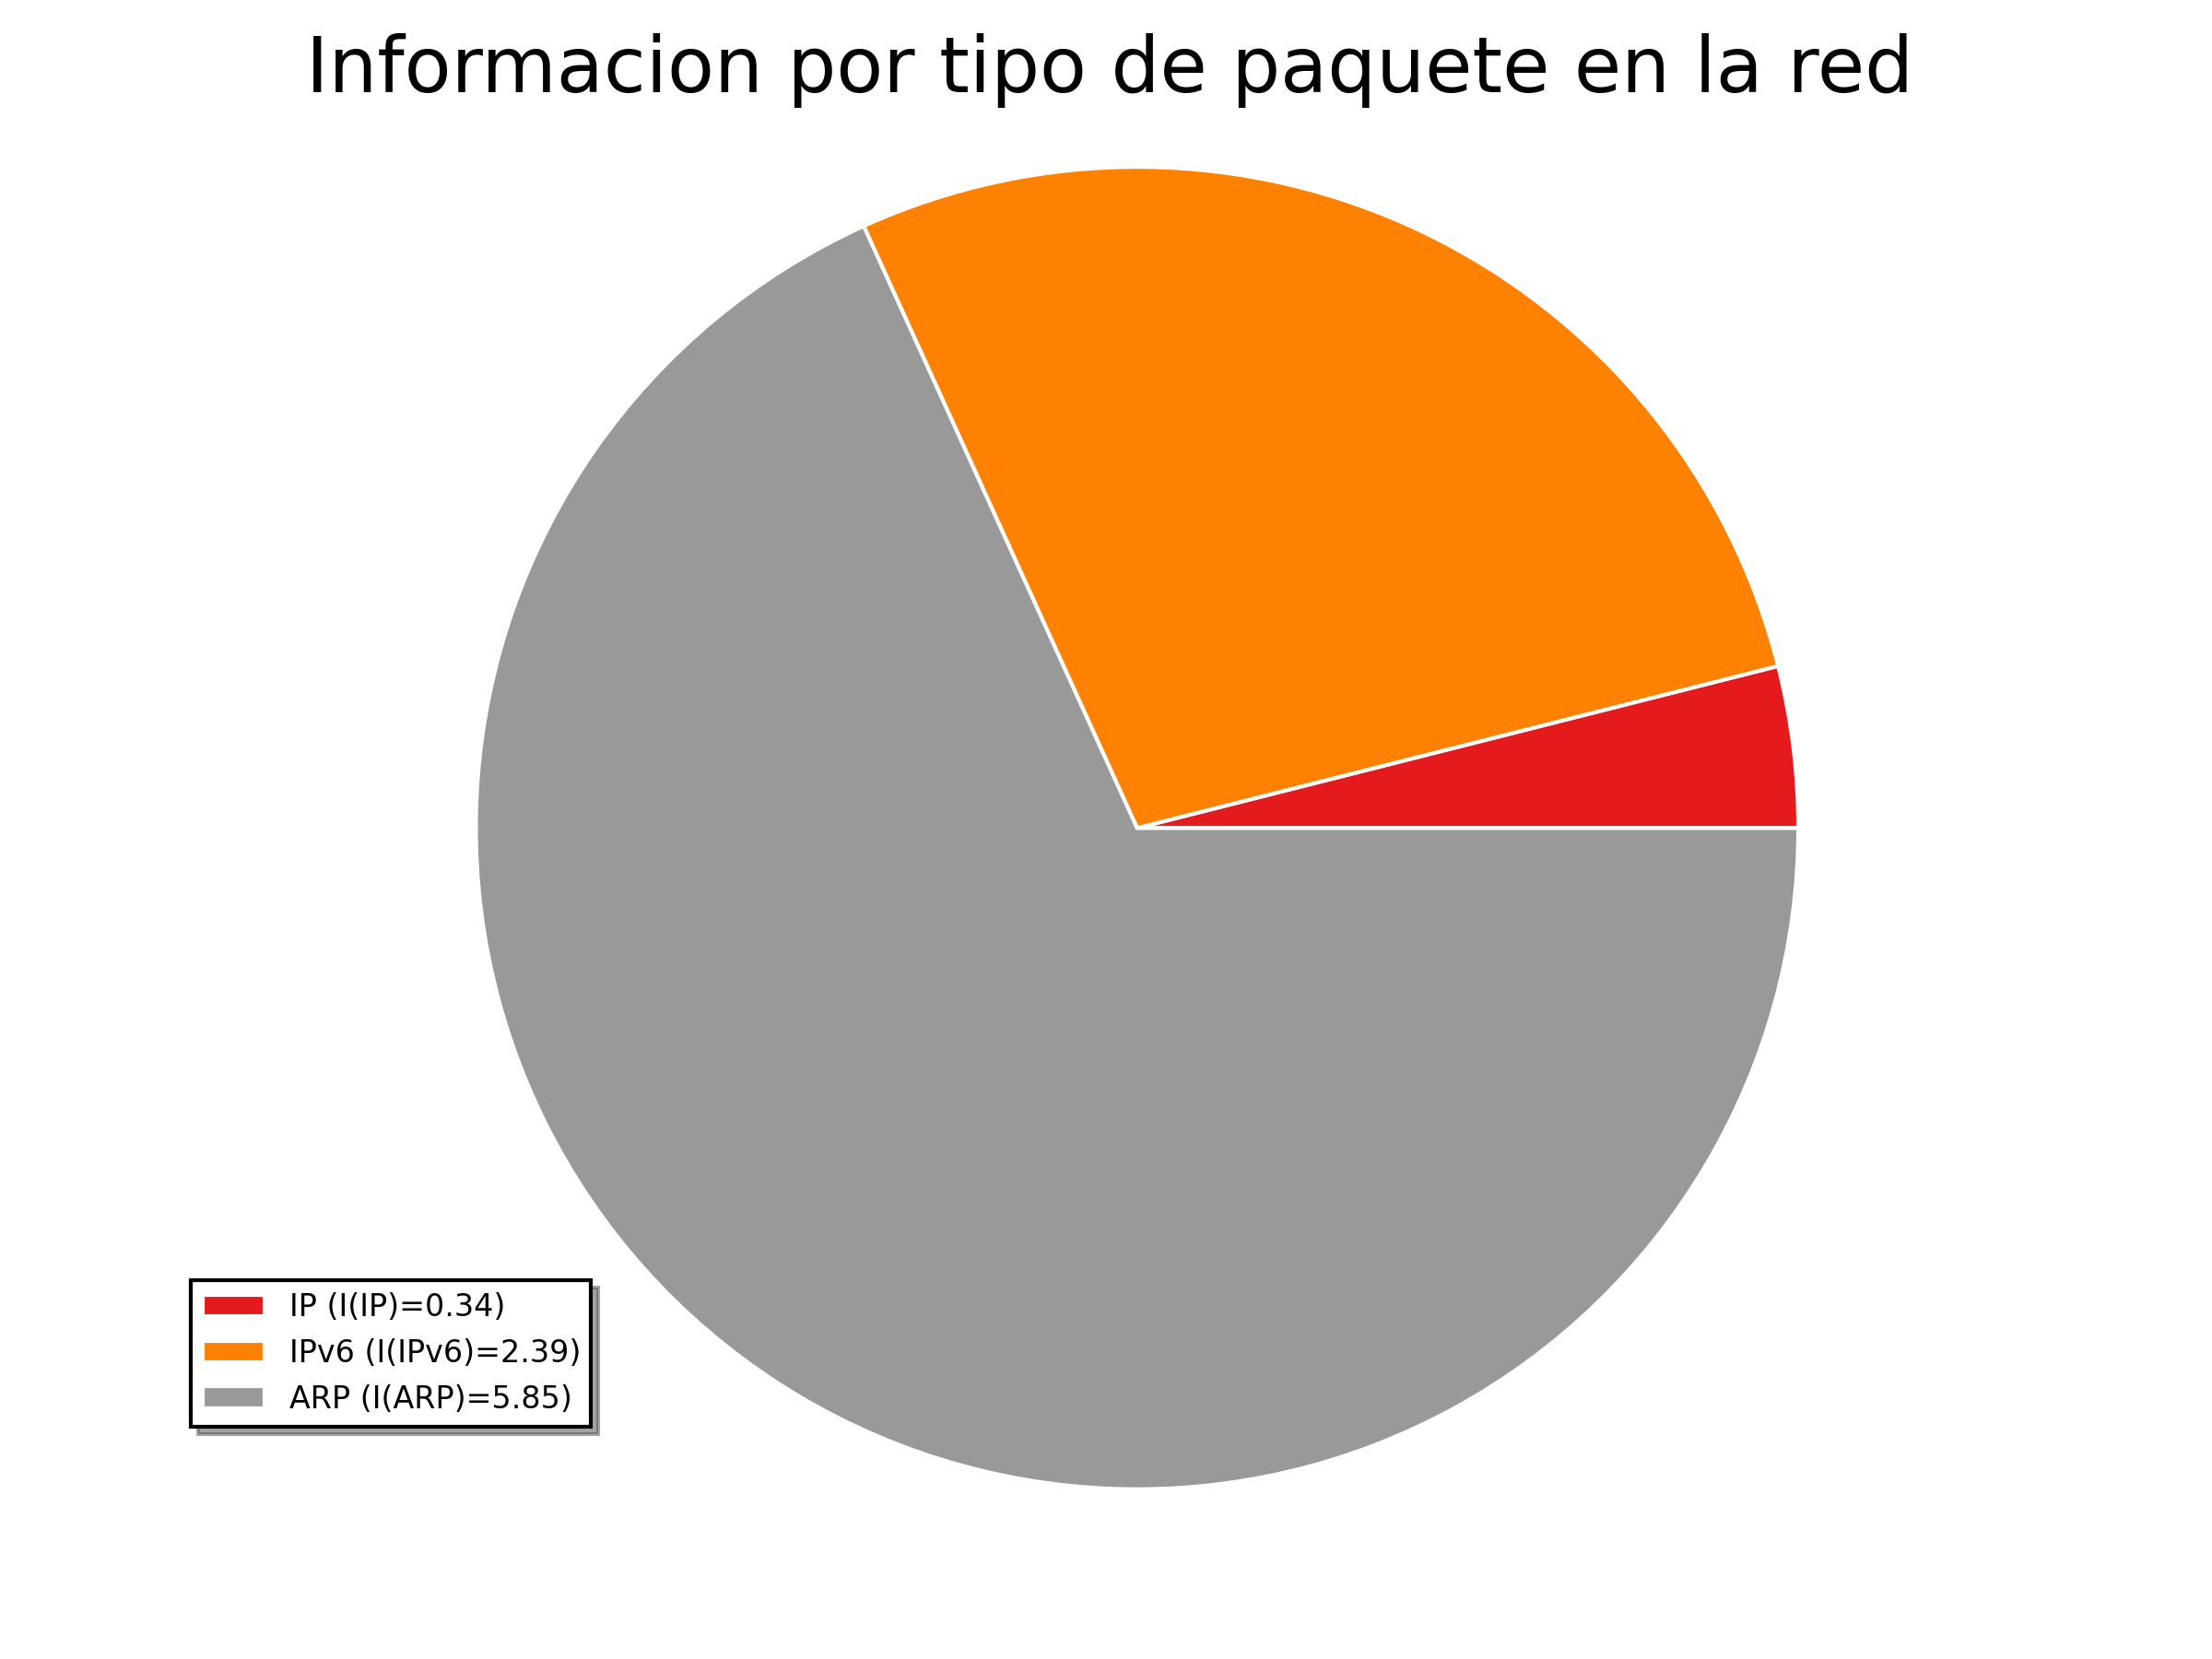 Informacion por tipo de paquete en la red
IP (I(IP)=0.34)
IPv6 (I(IPv6)=2.39)
ARP (I(ARP)=5.85)